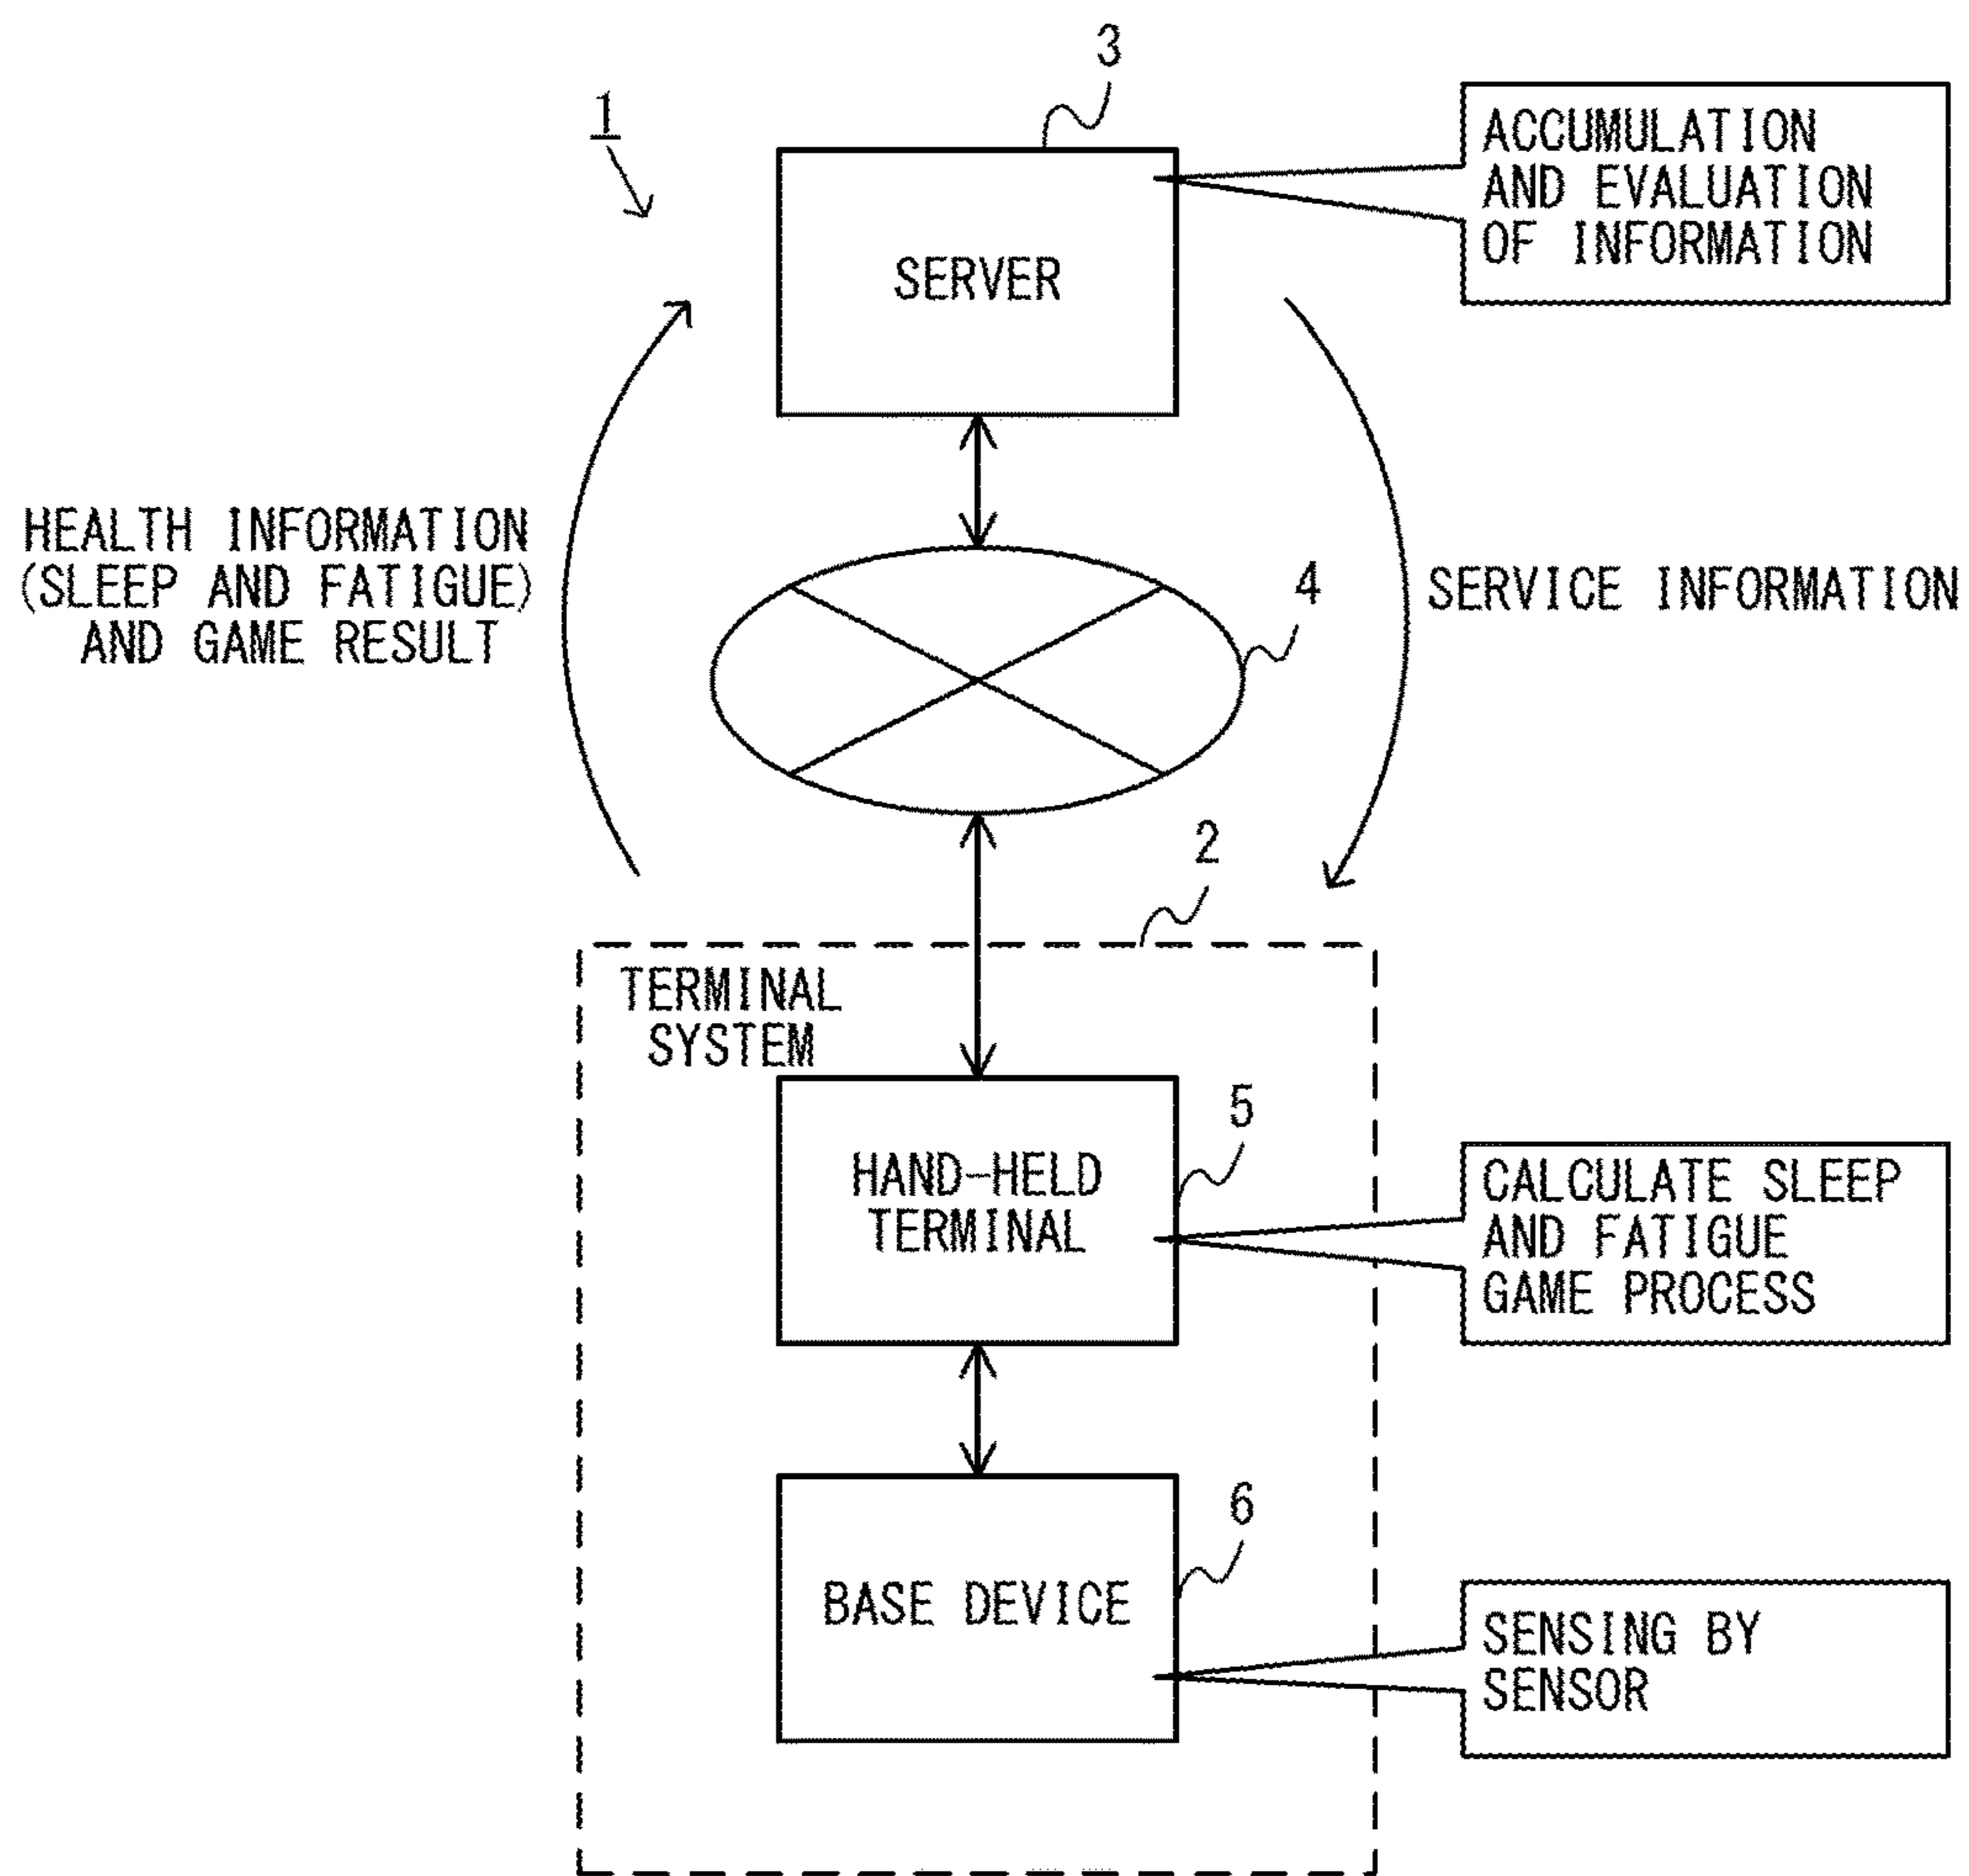 3
1
ACCUMULATION
AND EVALUATION
OF INFORMATION
SERVER
HEALTH INFORMATION
(SLEEP AND FATIGUE)
AND GAME RESULT
4
SERVICE INFORMATION
2
TERMINAL
SYSTEM
5
HAND-HELD
TERMINAL
CALCULATE SLEEP
AND FATIGUE
GAME PROCESS
6
BASE DEVICE
SENSING BY
SENSOR